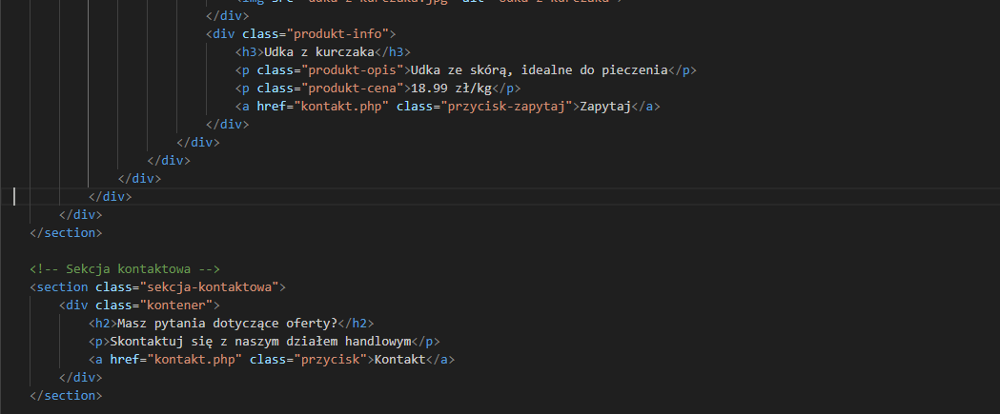 </div>
<div class="produkt-info">
<h3>Udka z kurczaka</h3>
<p class="produkt-opis">Udka ze skórą, idealne do pieczenia</p>
<p class="produkt-cena">18.99 zł/kg</p>
<a href="kontakt.php" class="przycisk-zapytaj">Zapytaj</a>
</div>
</div>
</div>
</div>
</div>
</div>
</section>
<!-- Sekcja kontaktowa -->
<section class="sekcja-kontaktowa">
<div class="kontener">
<h2>Masz pytania dotyczące oferty?</h2>
<p>Skontaktuj się z naszym działem handlowym</p>
<a href="kontakt.php" class="przycisk">Kontakt</a>
</div>
</section>